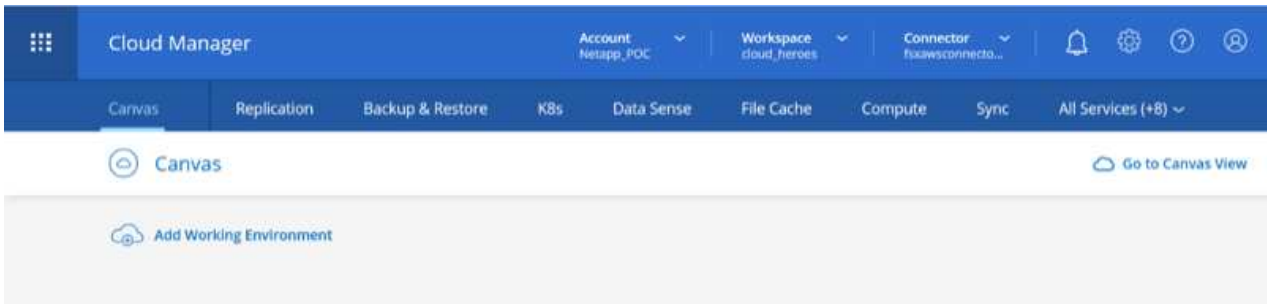 Cloud Manager
Account
Netapp_POC
Workspace
cloud_heroes
Connector
fsxawsconnecto...
Canvas
Replication
Backup & Restore
K8s
Data Sense
File Cache
Compute
Sync
All Services (+8)
Canvas
Go to Canvas View
Add Working Environment